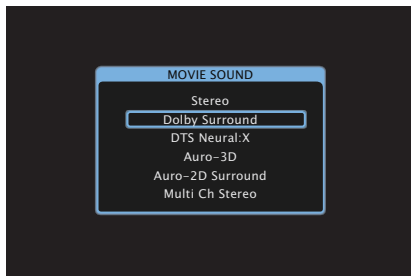 MOVIE SOUND
Stereo
Dolby Surround
DTS Neural:X
Auro-3D
Auro-2D Surround
Multi Ch Stereo